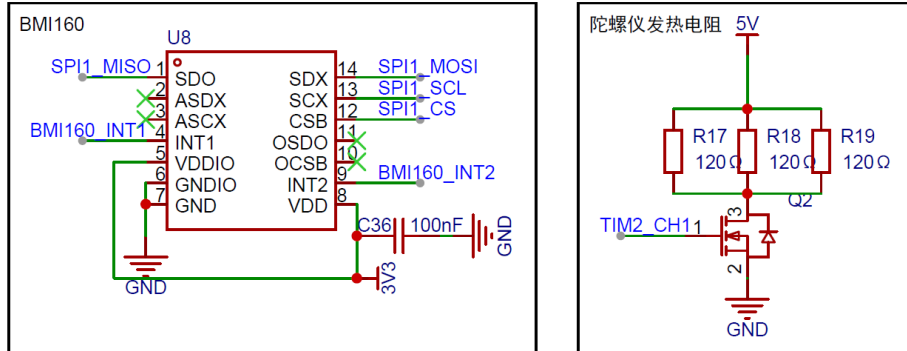 BMI160
U8
SPI1_MISO 1 SDO SDX 14 SPI1_MOSI
2 ASDX SCX 13 SPI1_SCL
3 ASCX CSB 12 SPI1_CS
BMI160_INT1 4 INT1 OSDO 11
5 VDDIO OCSB 10
6 GNDIO INT2 9 BMI160_INT2
7 GND VDD 8
C36 100nF GND
GND
3V3
陀螺仪发热电阻 5V
R17 R18 R19
120Ω 120Ω 120Ω
Q2
3
TIM2_CH1 1
2
GND